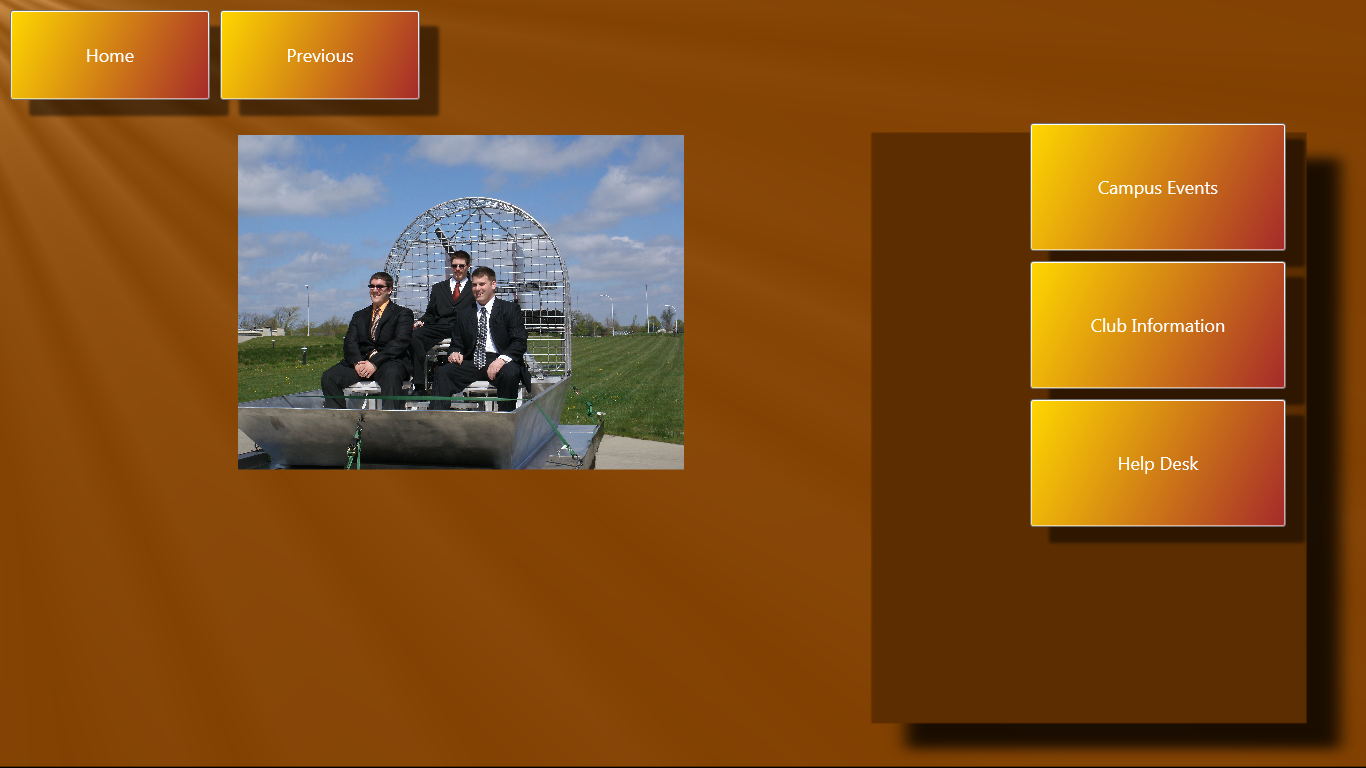 Home
Previous
Campus Events
Club Information
Help Desk